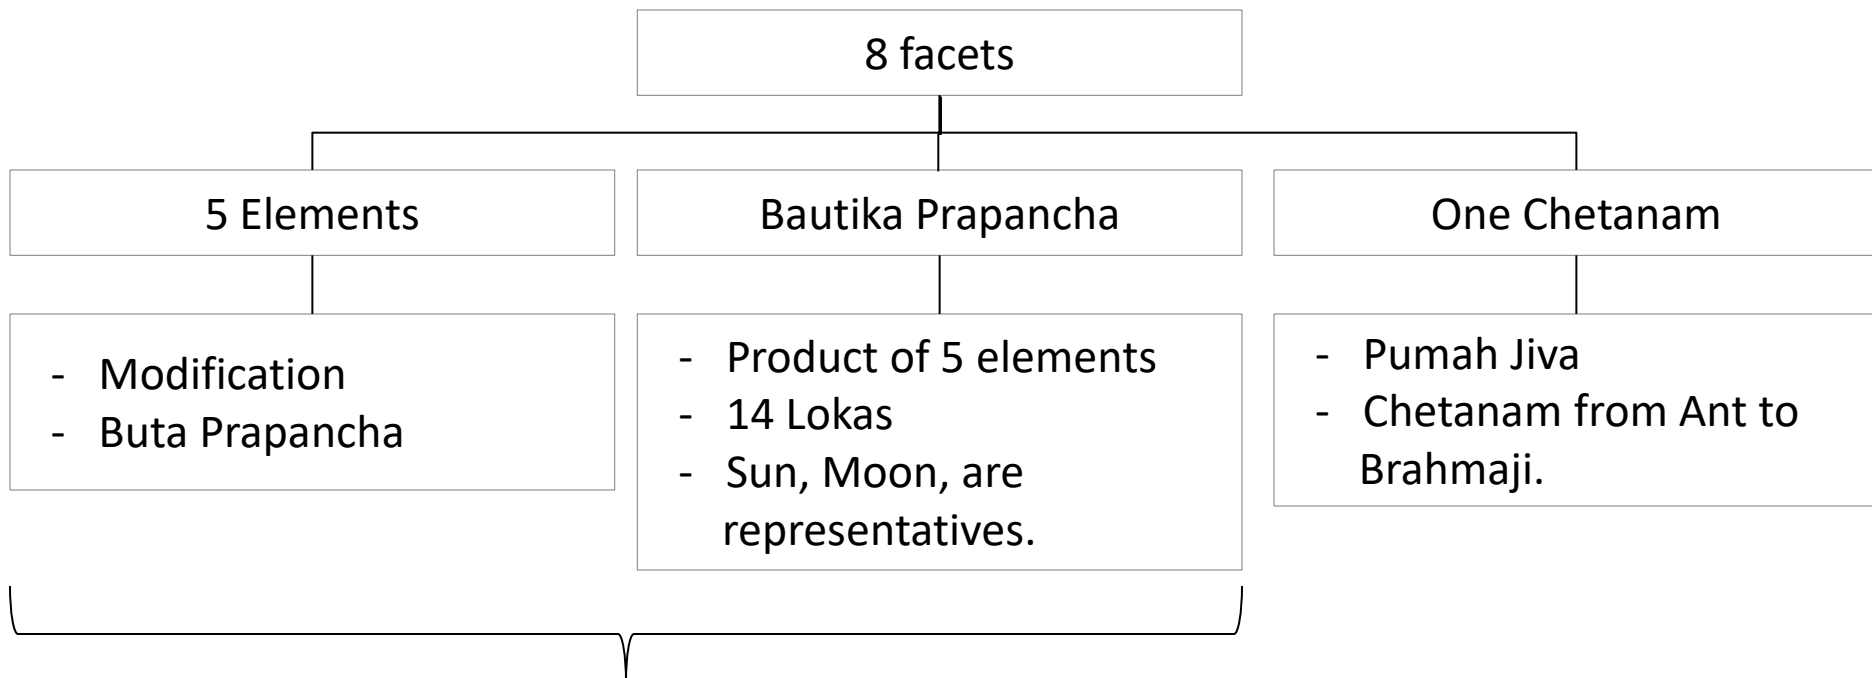 8 facets
5 Elements
Bautika Prapancha
One Chetanam
- Modification
- Buta Prapancha
- Product of 5 elements
- 14 Lokas
- Sun, Moon, are
representatives.
- Pumah Jiva
- Chetanam from Ant to
Brahmaji.